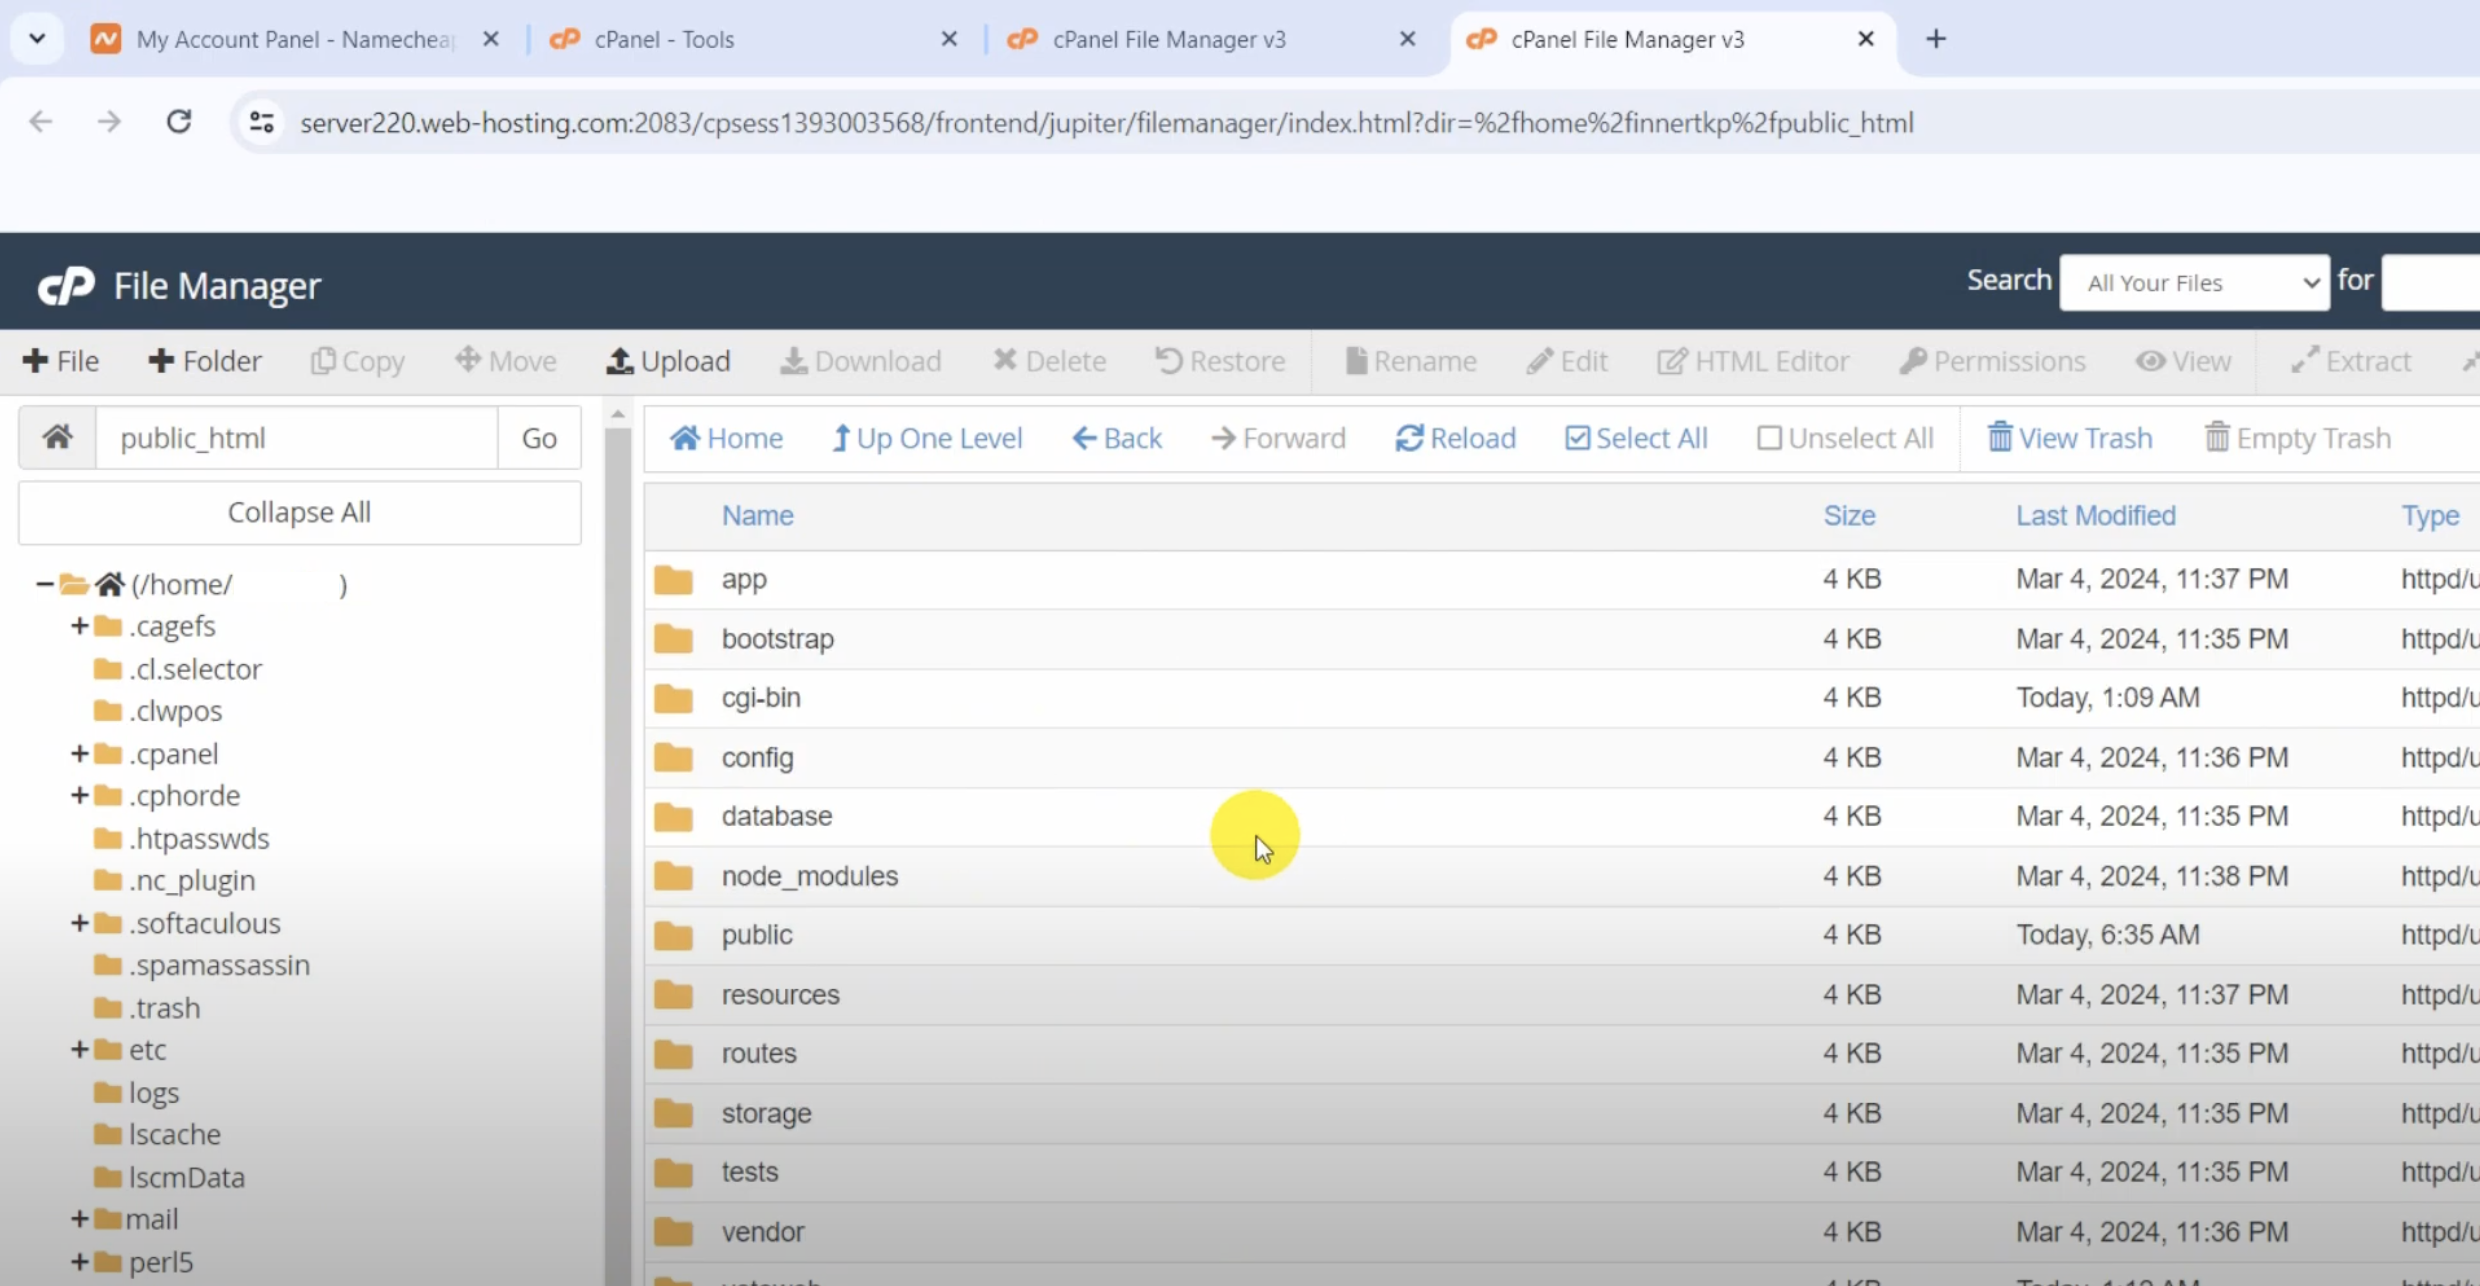 My Account Panel - Namecheap
cPanel - Tools
cPanel File Manager v3
cPanel File Manager v3
server220.web-hosting.com:2083/cpsess1393003568/frontend/jupiter/filemanager/index.html?dir=%2fhome%2finnertkp%2fpublic_html
cP File Manager
Search All Your Files for
File Folder Copy Move Upload Download Delete Restore Rename Edit HTML Editor Permissions View Extract
public_html Go
Home Up One Level Back Forward Reload Select All Unselect All View Trash Empty Trash
Collapse All
(/home/ )
.cagefs
.cl.selector
.clwpos
.cpanel
.cphorde
.htpasswds
.nc_plugin
.softaculous
.spamassassin
.trash
etc
logs
lscache
lscmData
mail
perl5
Name Size Last Modified Type
app 4 KB Mar 4, 2024, 11:37 PM httpd/u
bootstrap 4 KB Mar 4, 2024, 11:35 PM httpd/u
cgi-bin 4 KB Today, 1:09 AM httpd/u
config 4 KB Mar 4, 2024, 11:36 PM httpd/u
database 4 KB Mar 4, 2024, 11:35 PM httpd/u
node_modules 4 KB Mar 4, 2024, 11:38 PM httpd/u
public 4 KB Today, 6:35 AM httpd/u
resources 4 KB Mar 4, 2024, 11:37 PM httpd/u
routes 4 KB Mar 4, 2024, 11:35 PM httpd/u
storage 4 KB Mar 4, 2024, 11:35 PM httpd/u
tests 4 KB Mar 4, 2024, 11:35 PM httpd/u
vendor 4 KB Mar 4, 2024, 11:36 PM httpd/u